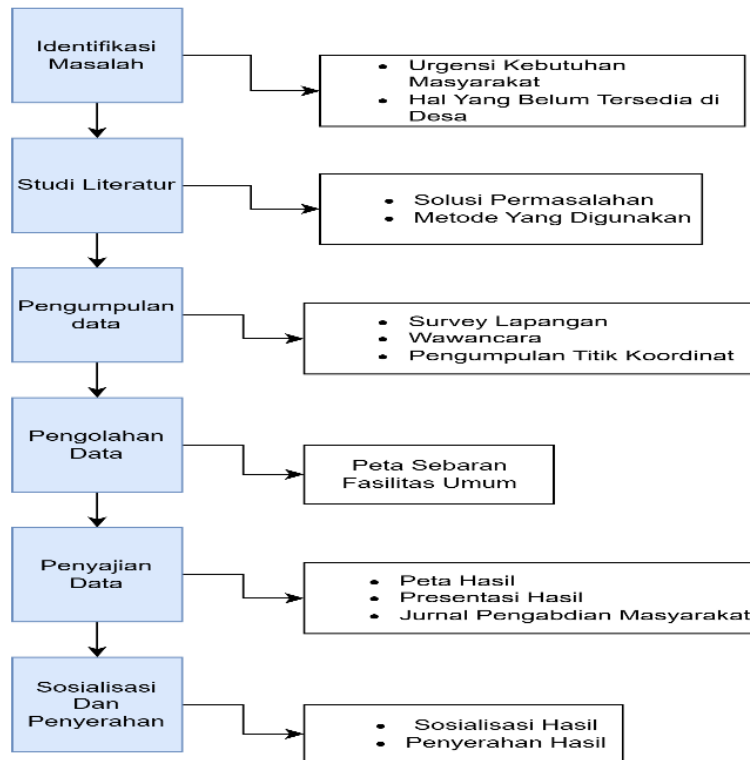 Identifikasi
Masalah
• Urgensi Kebutuhan
Masyarakat
• Hal Yang Belum Tersedia di
Desa
Studi Literatur
• Solusi Permasalahan
• Metode Yang Digunakan
Pengumpulan
data
• Survey Lapangan
• Wawancara
• Pengumpulan Titik Koordinat
Pengolahan
Data
Peta Sebaran
Fasilitas Umum
Penyajian
Data
• Peta Hasil
• Presentasi Hasil
• Jurnal Pengabdian Masyarakat
Sosialisasi
Dan
Penyerahan
• Sosialisasi Hasil
• Penyerahan Hasil